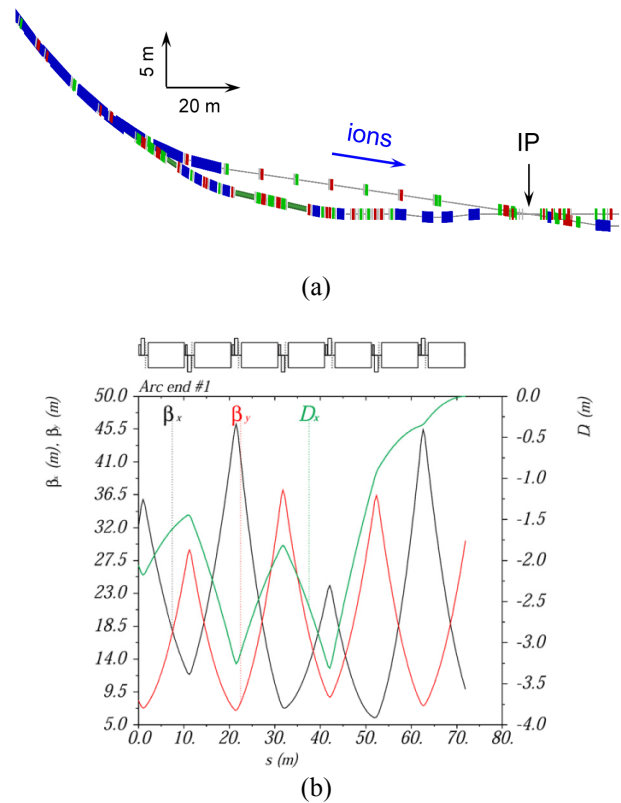 5 m
20 m
ions
IP
(a)
Arc end #1
βx (m), βy (m)
D (m)
βx
βy
Dx
50.0
45.5
41.0
36.5
32.0
27.5
23.0
18.5
14.0
9.5
5.0
0.0
-0.5
-1.0
-1.5
-2.0
-2.5
-3.0
-3.5
-4.0
0.0
10.
20.
30.
40.
50.
60.
70.
80.
s (m)
(b)